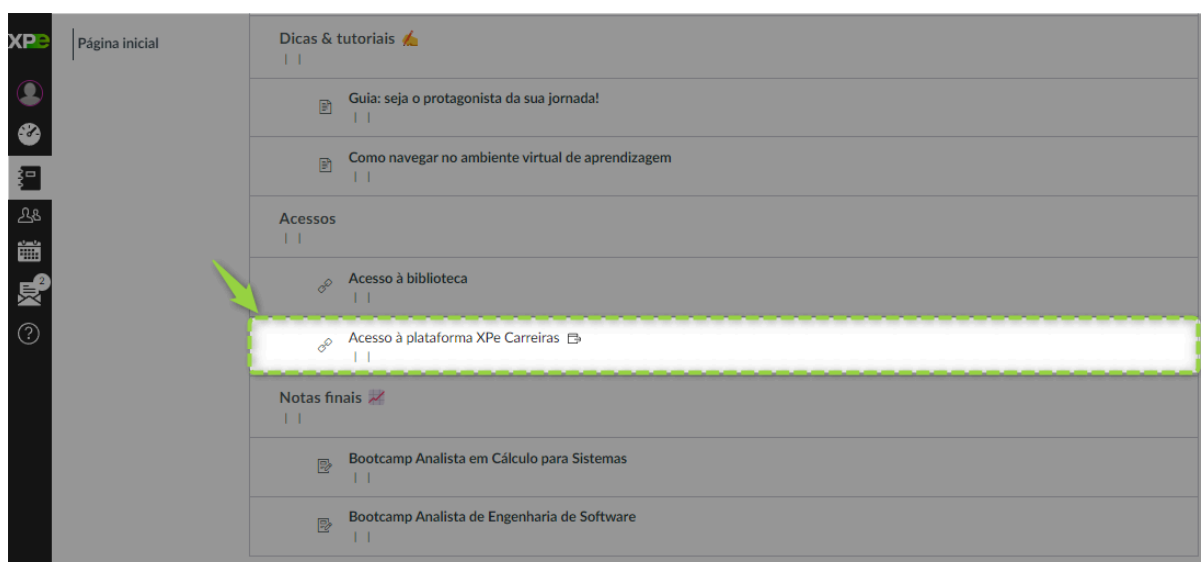 XPe
Página inicial
Dicas & tutoriais ✍️
| |
Guia: seja o protagonista da sua jornada!
| |
Como navegar no ambiente virtual de aprendizagem
| |
Acessos
| |
Acesso à biblioteca
| |
2
Acesso à plataforma XPe Carreiras
| |
?
Notas finais 📈
| |
Bootcamp Analista em Cálculo para Sistemas
| |
Bootcamp Analista de Engenharia de Software
| |